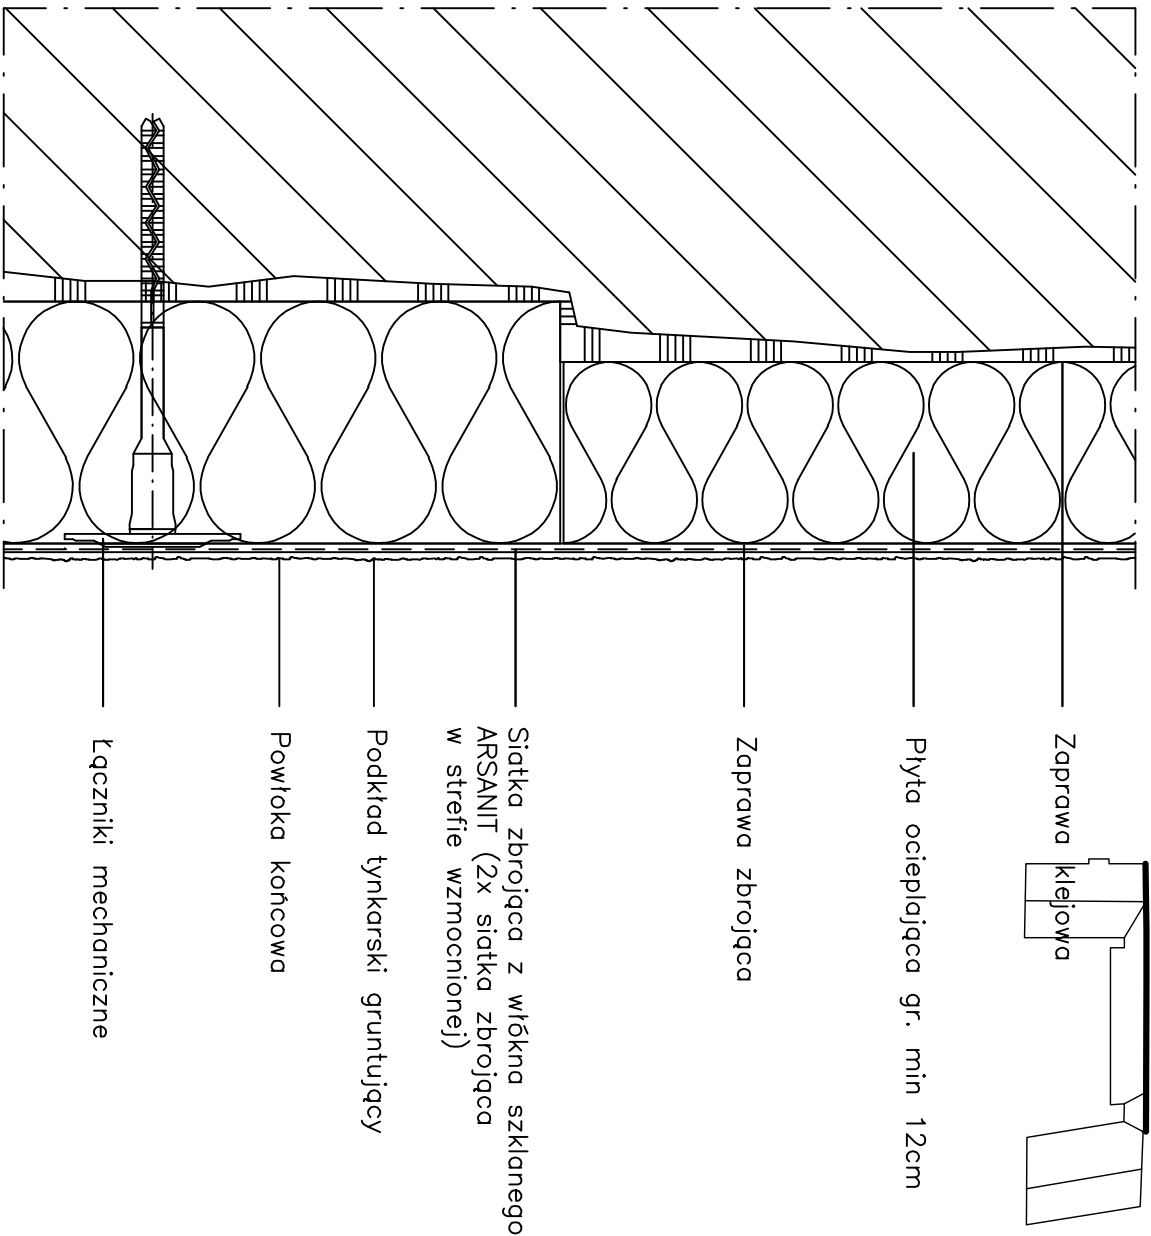 Zaprawa klejowa
Płyta ocieplająca gr. min 12cm
Zaprawa zbrojąca
Siatka zbrojąca z włókna szklanego
ARSANIT (2x siatka zbrojąca
w strefie wzmocnionej)
Podkład tynkarski gruntujący
Powłoka końcowa
Łączniki mechaniczne